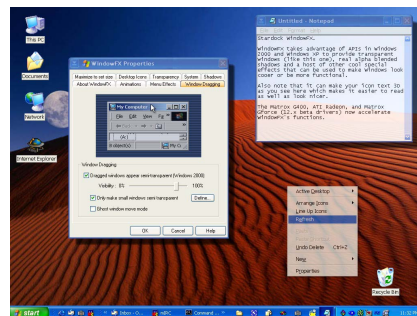 This PC
Documents
Network
Internet Explorer
WindowFX Properties
Maximize to set size Desktop Icons Transparency System Shadows
About WindowFX Animations Menu Effects Window Dragging
My Computer
File Edit View
(A:)
0 object(s) My Co
Window Dragging
Dragged windows appear semi-transparent (Windows 2000)
Visibility: 0% 100%
Only make small windows semi-transparent Define...
Ghost window move mode
OK Cancel Help
Untitled - Notepad
Stardock WindowFX.
WindowFX takes advantage of APIs in Windows
2000 and Windows XP to provide transparent
windows (like this one), real alpha blended
shadows and a host of other cool special
effects that can be used to make Windows look
cooler or be more functional.
Also note that it can make your icon text 3D
as you see here which makes it easier to read
as well as look nicer.
The Matrox G400, ATI Radeon, and Matrox
GForce (12.x beta drivers) now accelerate
WindowFX's functions.
Active Desktop
Arrange Icons
Line Up Icons
Refresh
Undo Delete Ctrl+Z
New
Properties
Recycle Bin
start Inbox - O... mIRC Command ...